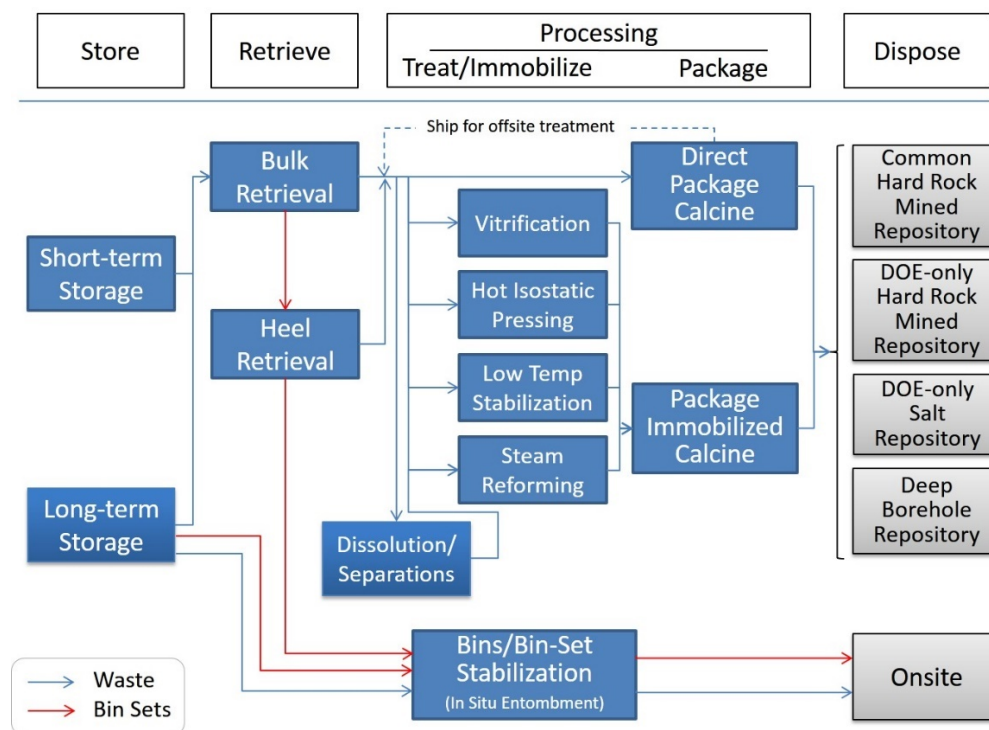 Store
Retrieve
Processing
Treat/Immobilize
Package
Dispose
Ship for offsite treatment
Bulk
Retrieval
Direct
Package
Calcine
Common
Hard Rock
Mined
Repository
Vitrification
Short-term
Storage
Hot Isostatic
Pressing
DOE-only
Hard Rock
Mined
Repository
Heel
Retrieval
Low Temp
Stabilization
Package
Immobilized
Calcine
DOE-only
Salt
Repository
Steam
Reforming
Long-term
Storage
Deep
Borehole
Repository
Dissolution/
Separations
Bins/Bin-Set
Stabilization
(In Situ Entombment)
Onsite
Waste
Bin Sets